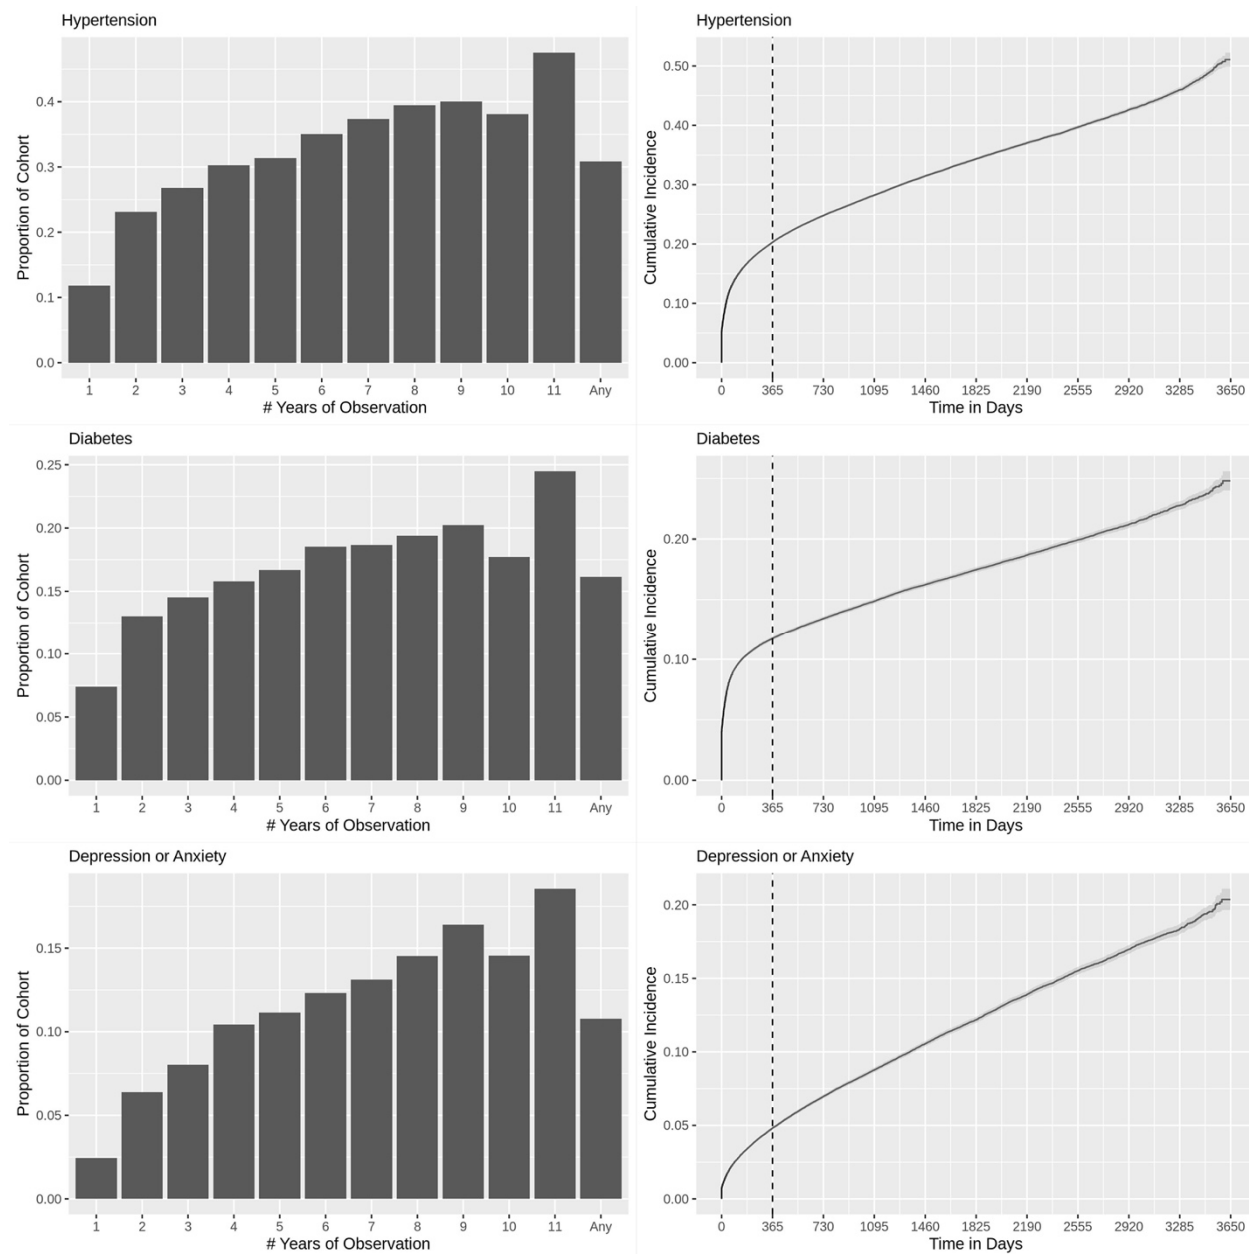 Hypertension
Proportion of Cohort
0.4
0.3
0.2
0.1
0.0
1 2 3 4 5 6 7 8 9 10 11 Any
# Years of Observation
Hypertension
Cumulative Incidence
0.50
0.40
0.30
0.20
0.10
0.00
0 365 730 1095 1460 1825 2190 2555 2920 3285 3650
Time in Days
Diabetes
Proportion of Cohort
0.25
0.20
0.15
0.10
0.05
0.00
1 2 3 4 5 6 7 8 9 10 11 Any
# Years of Observation
Diabetes
Cumulative Incidence
0.20
0.10
0.00
0 365 730 1095 1460 1825 2190 2555 2920 3285 3650
Time in Days
Depression or Anxiety
Proportion of Cohort
0.15
0.10
0.05
0.00
1 2 3 4 5 6 7 8 9 10 11 Any
# Years of Observation
Depression or Anxiety
Cumulative Incidence
0.20
0.15
0.10
0.05
0.00
0 365 730 1095 1460 1825 2190 2555 2920 3285 3650
Time in Days